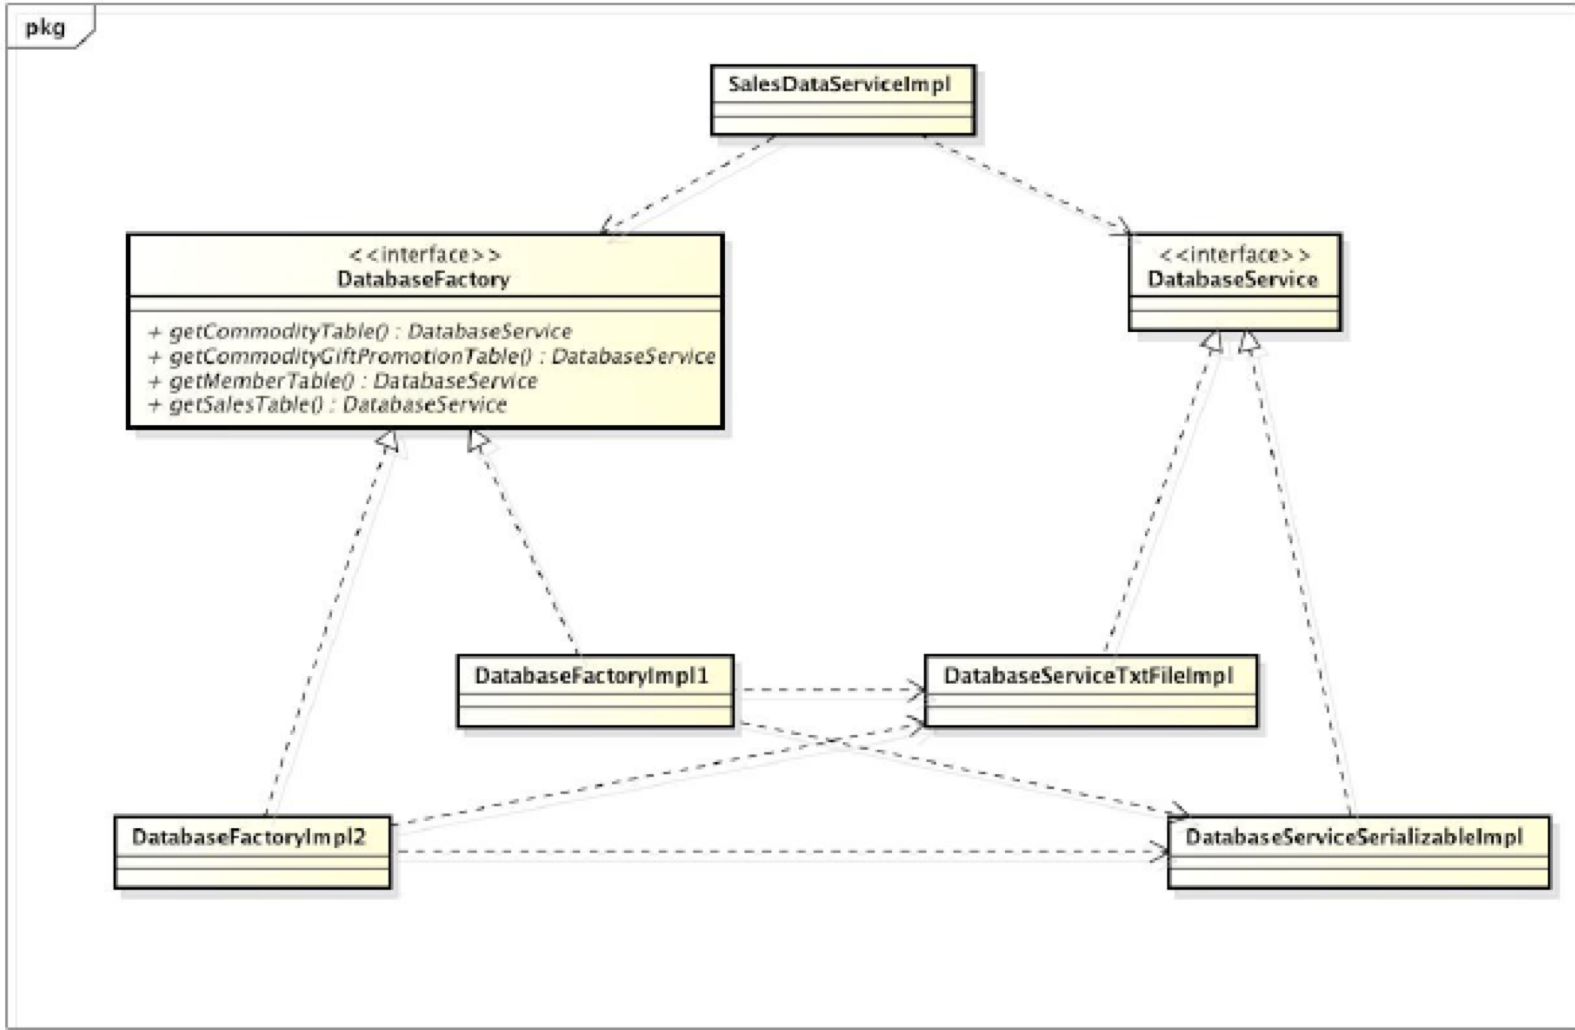 pkg
SalesDataServiceImpl
<<interface>>
DatabaseFactory
+ getCommodityTable() : DatabaseService
+ getCommodityGiftPromotionTable() : DatabaseService
+ getMemberTable() : DatabaseService
+ getSalesTable() : DatabaseService
<<interface>>
DatabaseService
DatabaseFactoryImpl1
DatabaseServiceTxtFileImpl
DatabaseFactoryImpl2
DatabaseServiceSerializableImpl